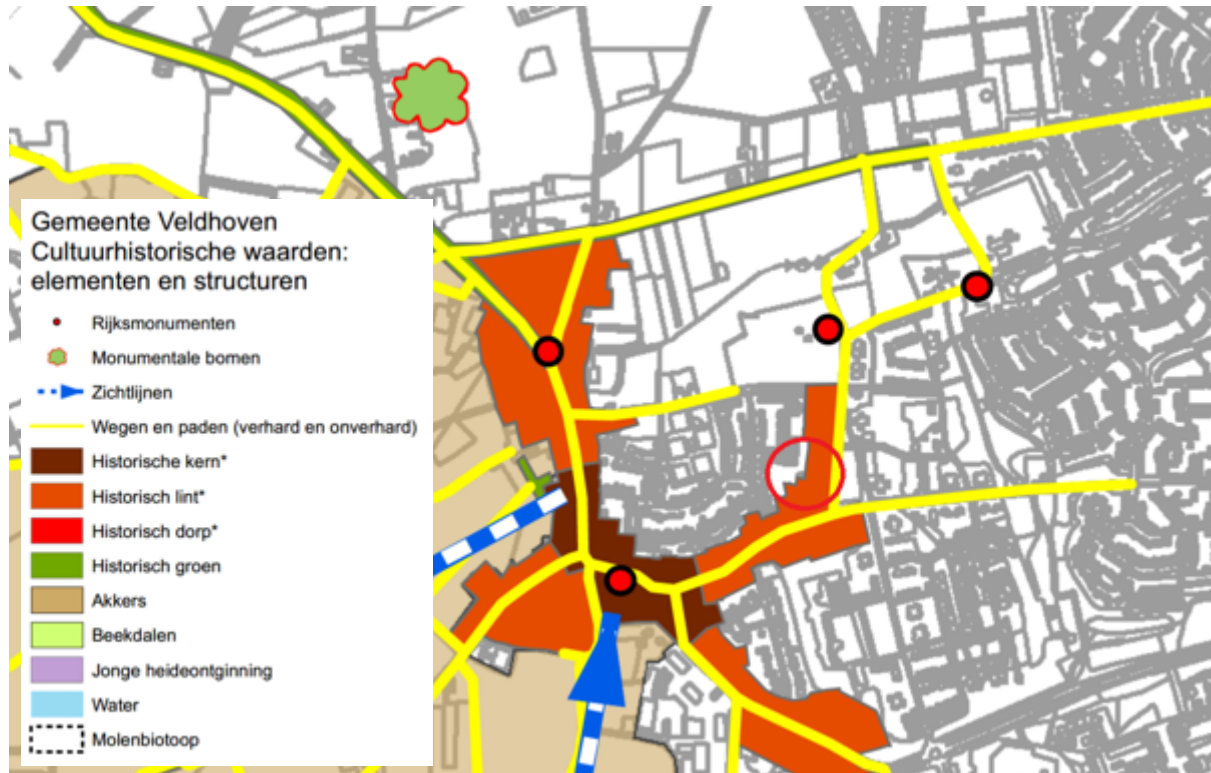 Gemeente Veldhoven
Cultuurhistorische waarden:
elementen en structuren
Rijksmonumenten
Monumentale bomen
Zichtlijnen
Wegen en paden (verhard en onverhard)
Historische kern*
Historisch lint*
Historisch dorp*
Historisch groen
Akkers
Beekdalen
Jonge heideontginning
Water
Molenbiotoop